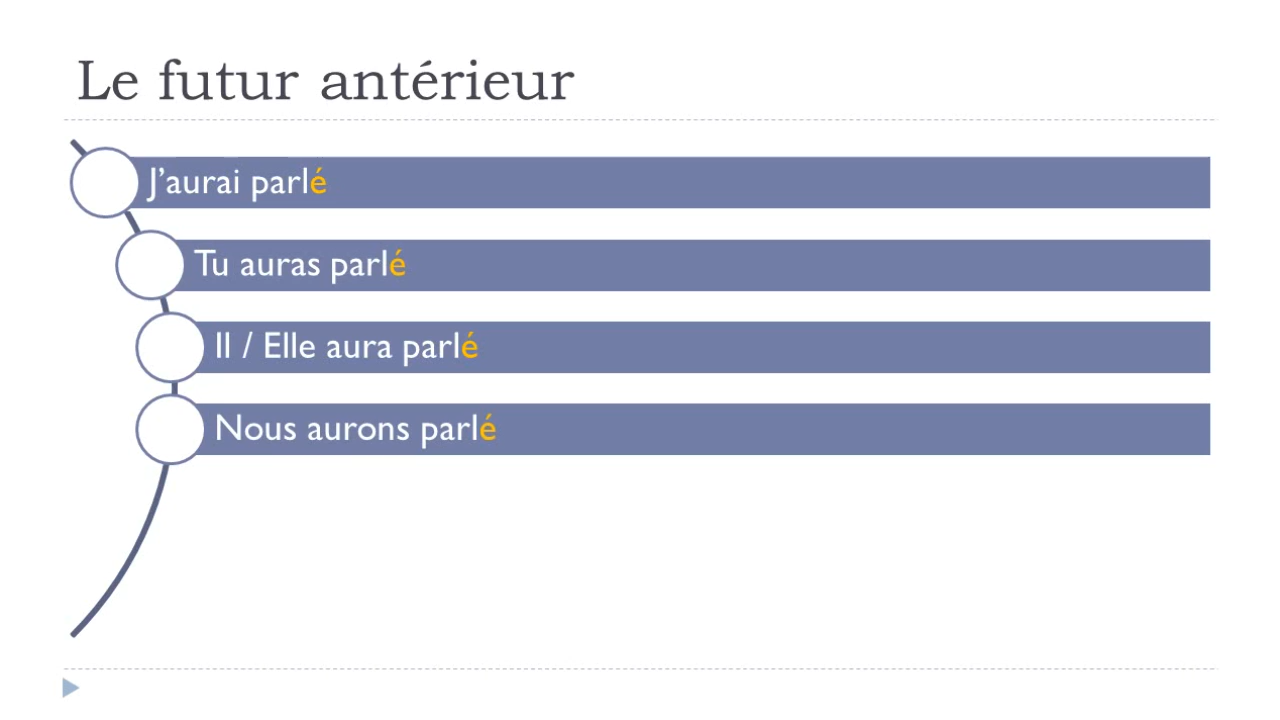 Le futur antérieur
J’aurai parlé
Tu auras parlé
Il / Elle aura parlé
Nous aurons parlé